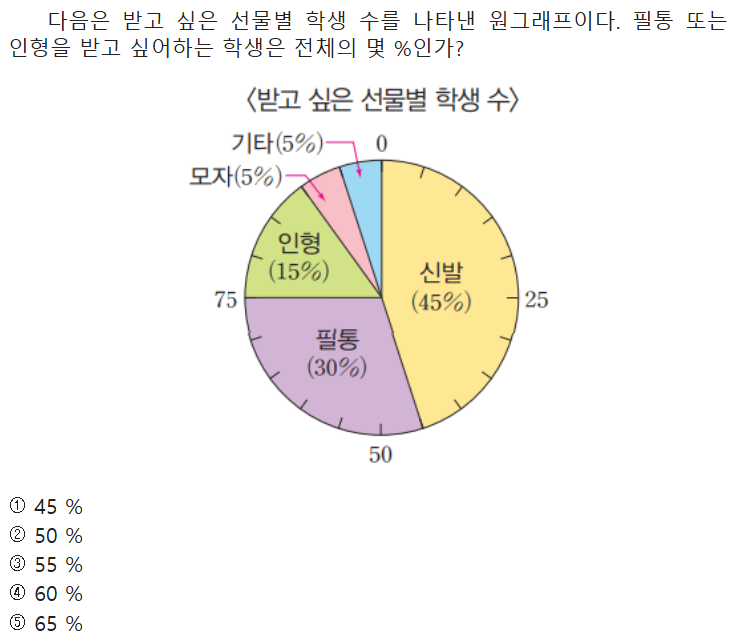 다음은 받고 싶은 선물별 학생 수를 나타낸 원그래프이다. 필통 또는
인형을 받고 싶어하는 학생은 전체의 몇 %인가?
〈받고 싶은 선물별 학생 수〉
기타(5%)
0
모자(5%)
인형
(15%)
신발
(45%)
75
25
필통
(30%)
50
① 45 %
② 50 %
③ 55 %
④ 60 %
⑤ 65 %